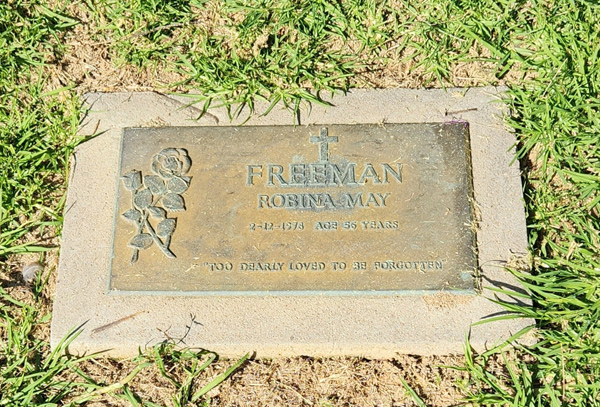 FREEMAN
ROBINA MAY
2-12-1978 AGE 56 YEARS
"TOO DEARLY LOVED TO BE FORGOTTEN"